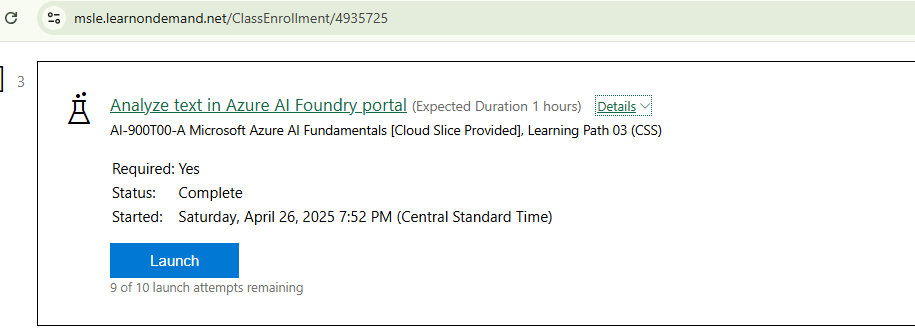 msle.learnondemand.net/ClassEnrollment/4935725
3
Analyze text in Azure AI Foundry portal (Expected Duration 1 hours) Details
AI-900T00-A Microsoft Azure AI Fundamentals [Cloud Slice Provided], Learning Path 03 (CSS)
Required: Yes
Status: Complete
Started: Saturday, April 26, 2025 7:52 PM (Central Standard Time)
Launch
9 of 10 launch attempts remaining